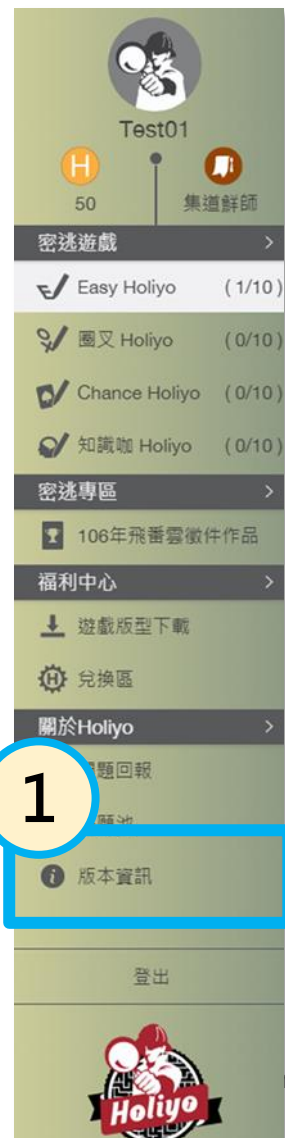 Test01
H
50
集道鮮師
密逃遊戲 >
Easy Holiyo (1/10)
圈叉 Holiyo (0/10)
Chance Holiyo (0/10)
知識咖 Holiyo (0/10)
密逃專區 >
106年飛番雲徵件作品
福利中心 >
遊戲版型下載
H 兌換區
關於Holiyo >
題回報
1
願池
i 版本資訊
登出
Holiyo